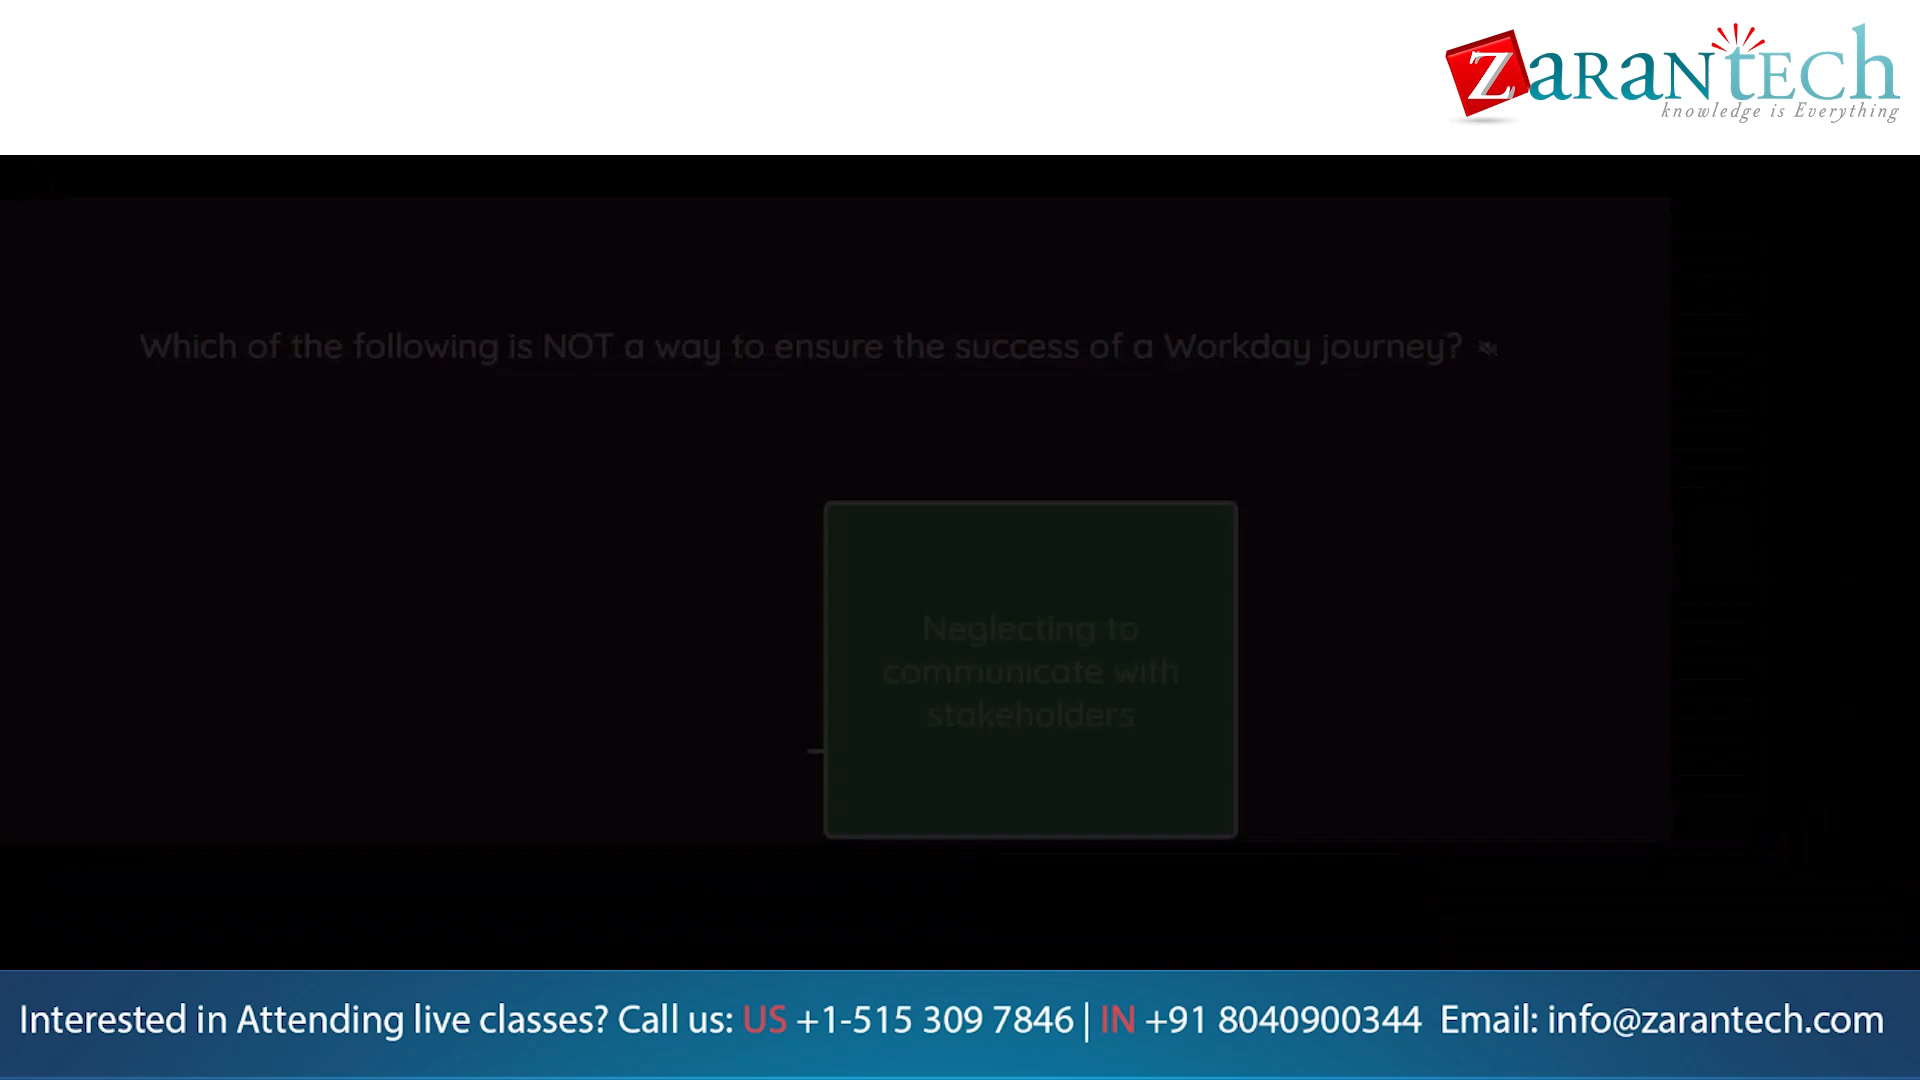 ZaranTech
knowledge is Everything
Which of the following is NOT a way to ensure the success of a Workday journey?
Neglecting to
communicate with
stakeholders
Interested in Attending live classes? Call us: US +1-515 309 7846 | IN +91 8040900344 Email: info@zarantech.com